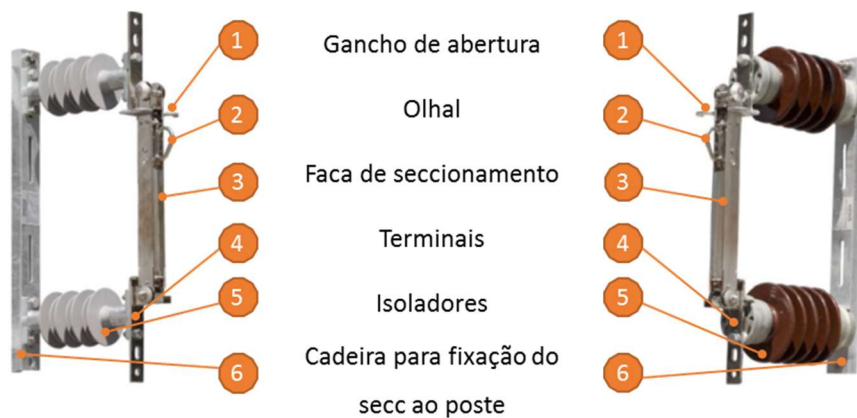 1 Gancho de abertura 1
2 Olhal 2
3 Faca de seccionamento 3
4 Terminais 4
5 Isoladores 5
6 Cadeira para fixação do 6
secc ao poste